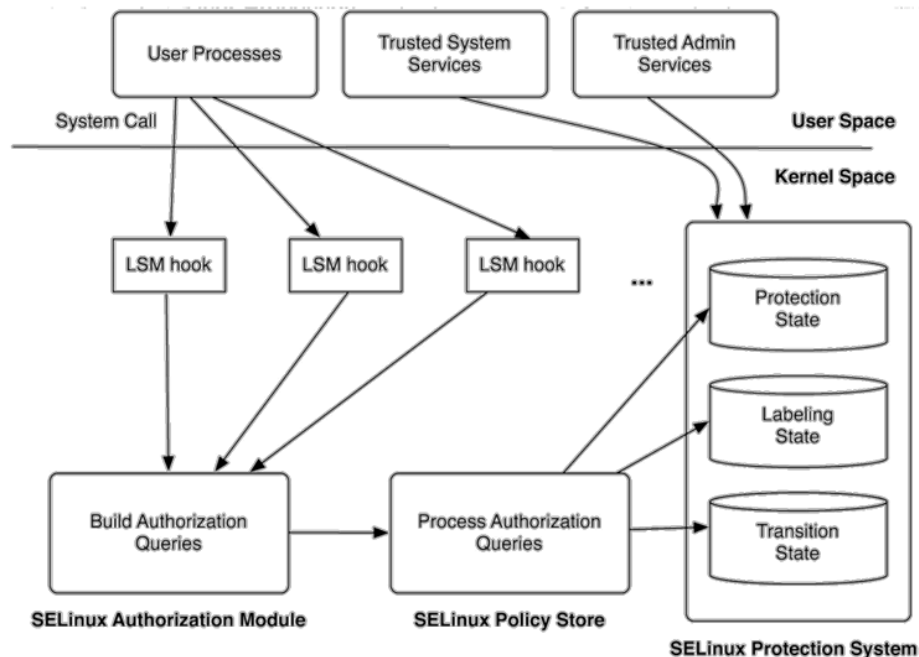 User Processes
Trusted System
Services
Trusted Admin
Services
System Call
User Space
Kernel Space
LSM hook
LSM hook
LSM hook
...
Protection
State
Labeling
State
Transition
State
Build Authorization
Queries
Process Authorization
Queries
SELinux Authorization Module
SELinux Policy Store
SELinux Protection System